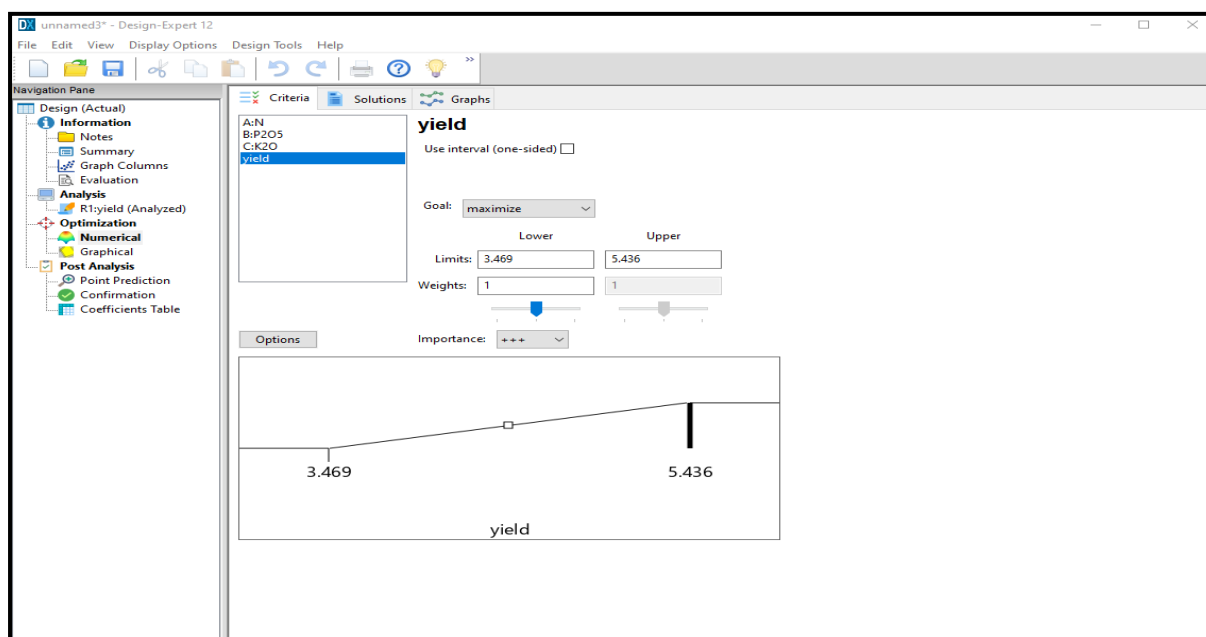 DX unnamed3* - Design-Expert 12
File Edit View Display Options Design Tools Help
»
Navigation Pane
Design (Actual)
Information
Notes
Summary
Graph Columns
Evaluation
Analysis
R1:yield (Analyzed)
Optimization
Numerical
Graphical
Post Analysis
Point Prediction
Confirmation
Coefficients Table
Criteria Solutions Graphs
A:N
B:P2O5
C:K2O
yield
yield
Use interval (one-sided)
Goal: maximize
Lower Upper
Limits: 3.469 5.436
Weights: 1 1
Options Importance: +++
3.469 5.436
yield